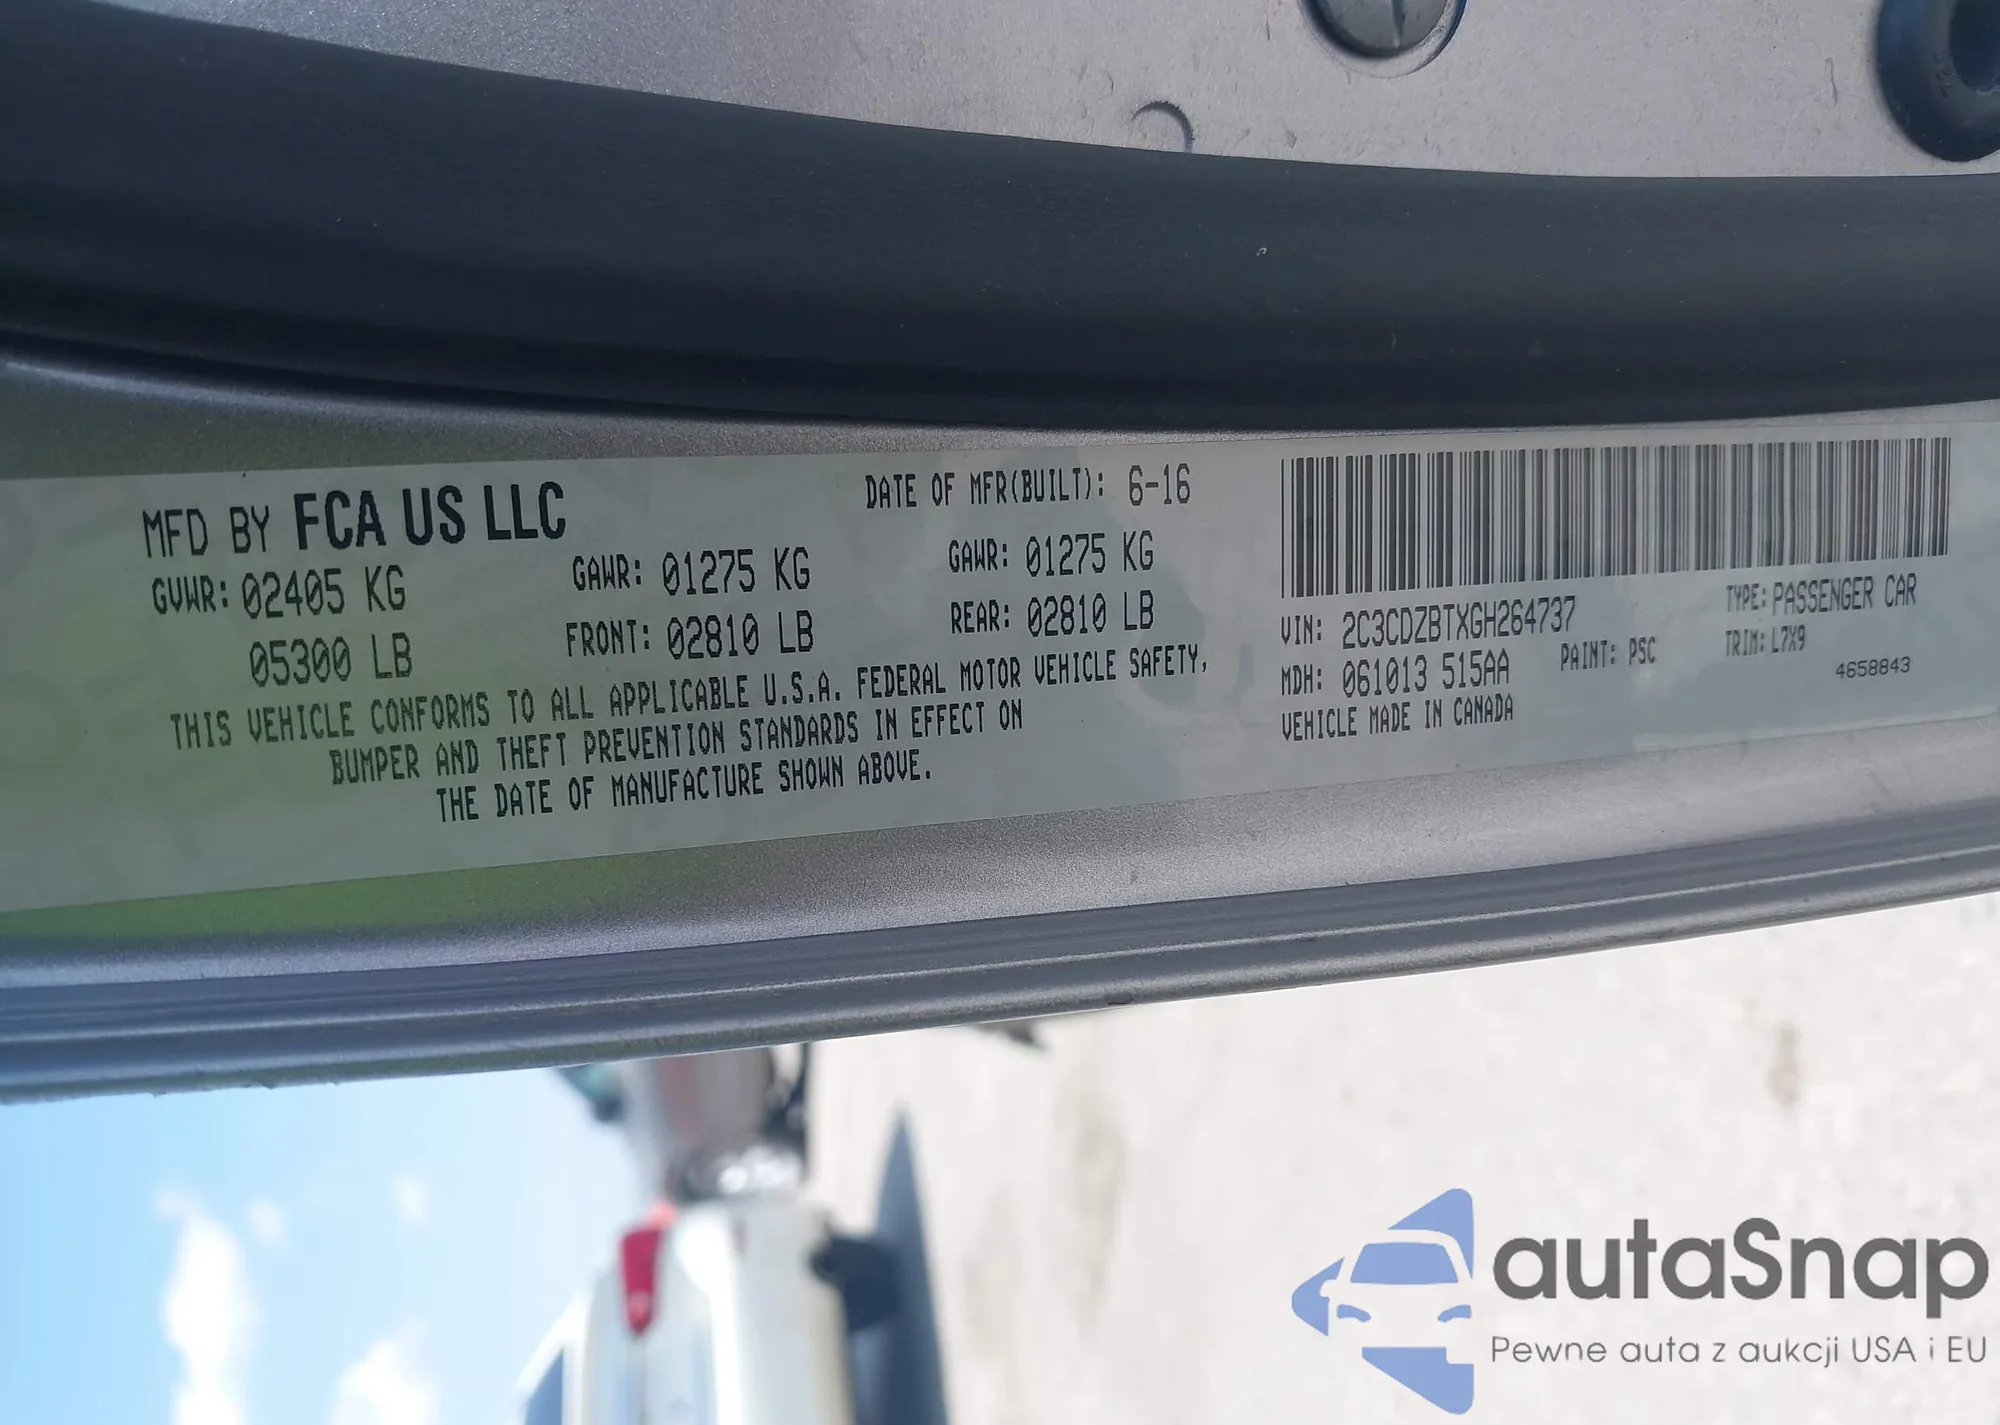 MFD BY FCA US LLC
DATE OF MFR(BUILT): 6-16
GVWR: 02405 KG
05300 LB
GAWR: 01275 KG
FRONT: 02810 LB
GAWR: 01275 KG
REAR: 02810 LB
THIS VEHICLE CONFORMS TO ALL APPLICABLE U.S.A. FEDERAL MOTOR VEHICLE SAFETY,
BUMPER AND THEFT PREVENTION STANDARDS IN EFFECT ON
THE DATE OF MANUFACTURE SHOWN ABOVE.
VIN: 2C3CDZBTXGH264737
TYPE: PASSENGER CAR
MDH: 061013 515AA
PAINT: PSC
TRIM: L7X9
VEHICLE MADE IN CANADA
4658843
autaSnap
Pewne auta z aukcji USA i EU